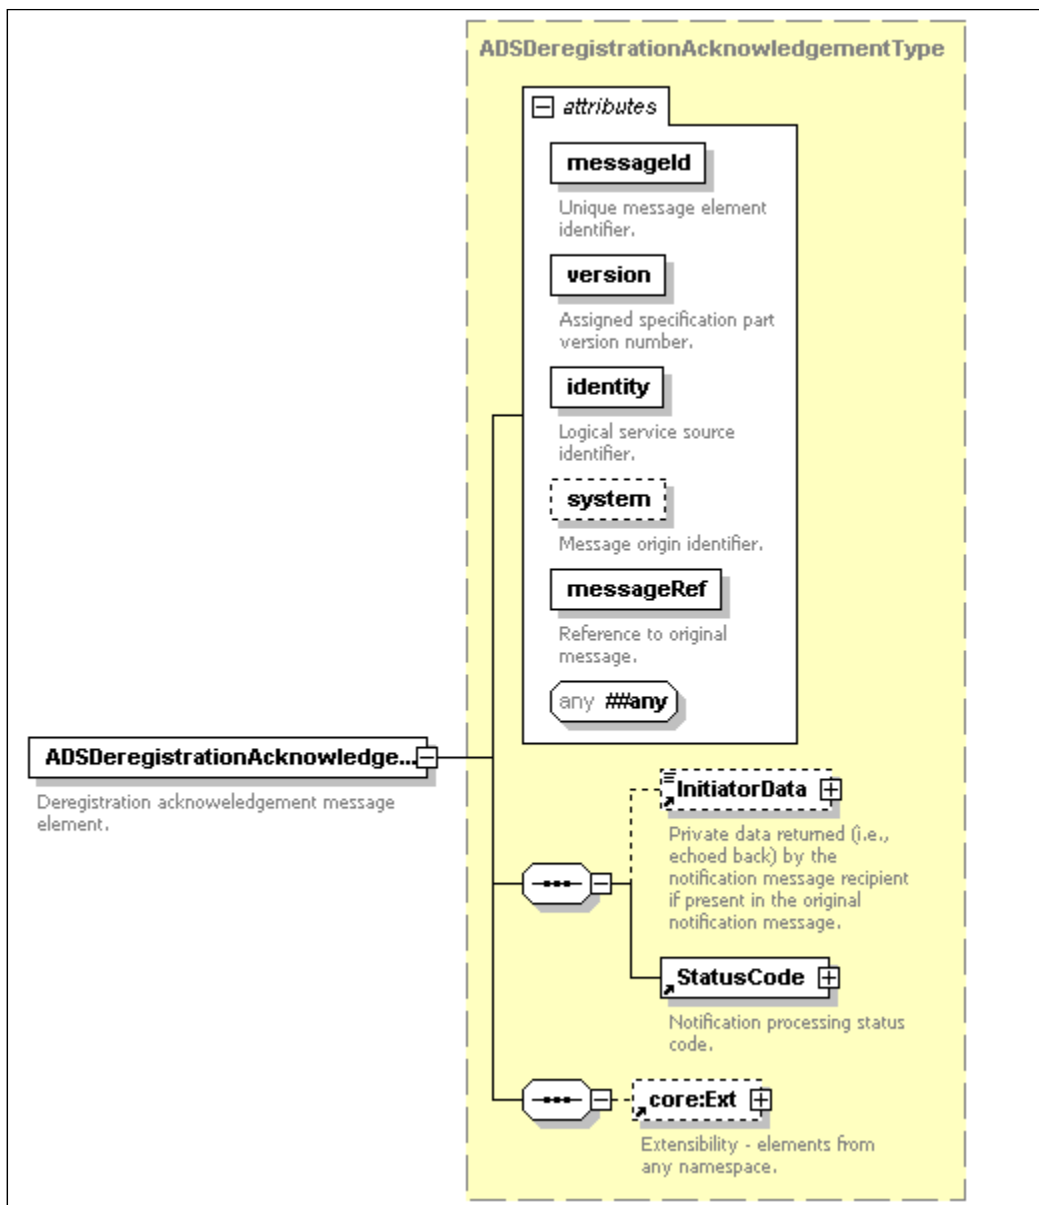 ADSDeregistrationAcknowledgementType
attributes
messageId
Unique message element
identifier.
version
Assigned specification part
version number.
identity
Logical service source
identifier.
system
Message origin identifier.
messageRef
Reference to original
message.
any ##any
ADSDeregistrationAcknowledge...
Deregistration acknoweledgement message
element.
InitiatorData
Private data returned (i.e.,
echoed back) by the
notification message recipient
if present in the original
notification message.
StatusCode
Notification processing status
code.
core:Ext
Extensibility - elements from
any namespace.